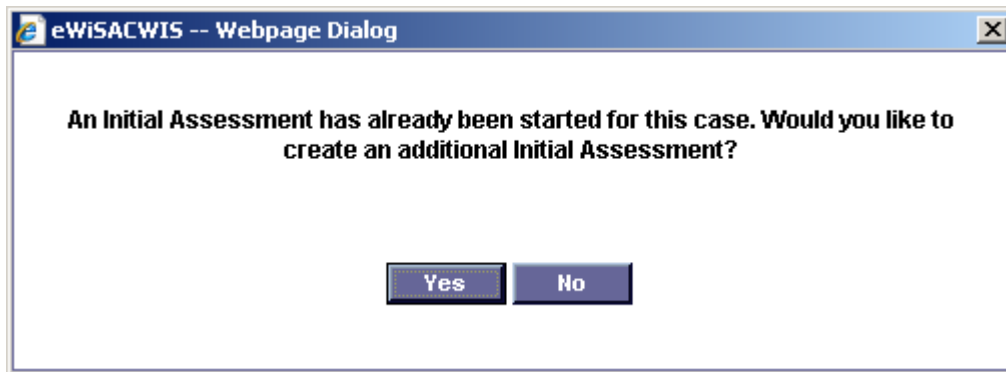 eWiSACWIS -- Webpage Dialog
An Initial Assessment has already been started for this case. Would you like to
create an additional Initial Assessment?
Yes No